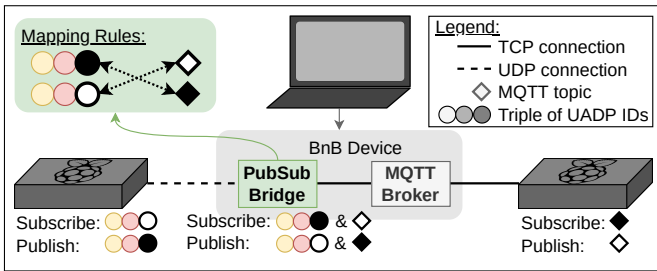 Mapping Rules:
Legend:
TCP connection
UDP connection
MQTT topic
Triple of UADP IDs
BnB Device
PubSub
Bridge
MQTT
Broker
Subscribe:
Publish:
Subscribe: &
Publish: &
Subscribe:
Publish: